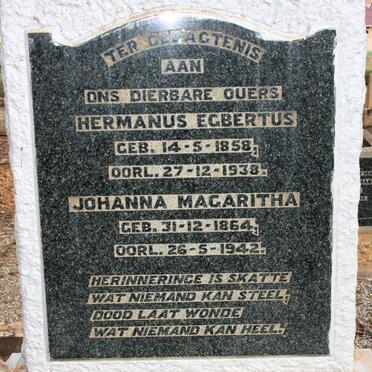 TER GEDAGTENIS
AAN
ONS DIERBARE OUERS
HERMANUS EGBERTUS
GEB. 14-5-1858,
OORL. 27-12-1938.
JOHANNA MAGARITHA
GEB. 31-12-1864,
OORL. 26-5-1942.
HERINNERINGE IS SKATTE
WAT NIEMAND KAN STEEL;
DOOD LAAT WONDE
WAT NIEMAND KAN HEEL.